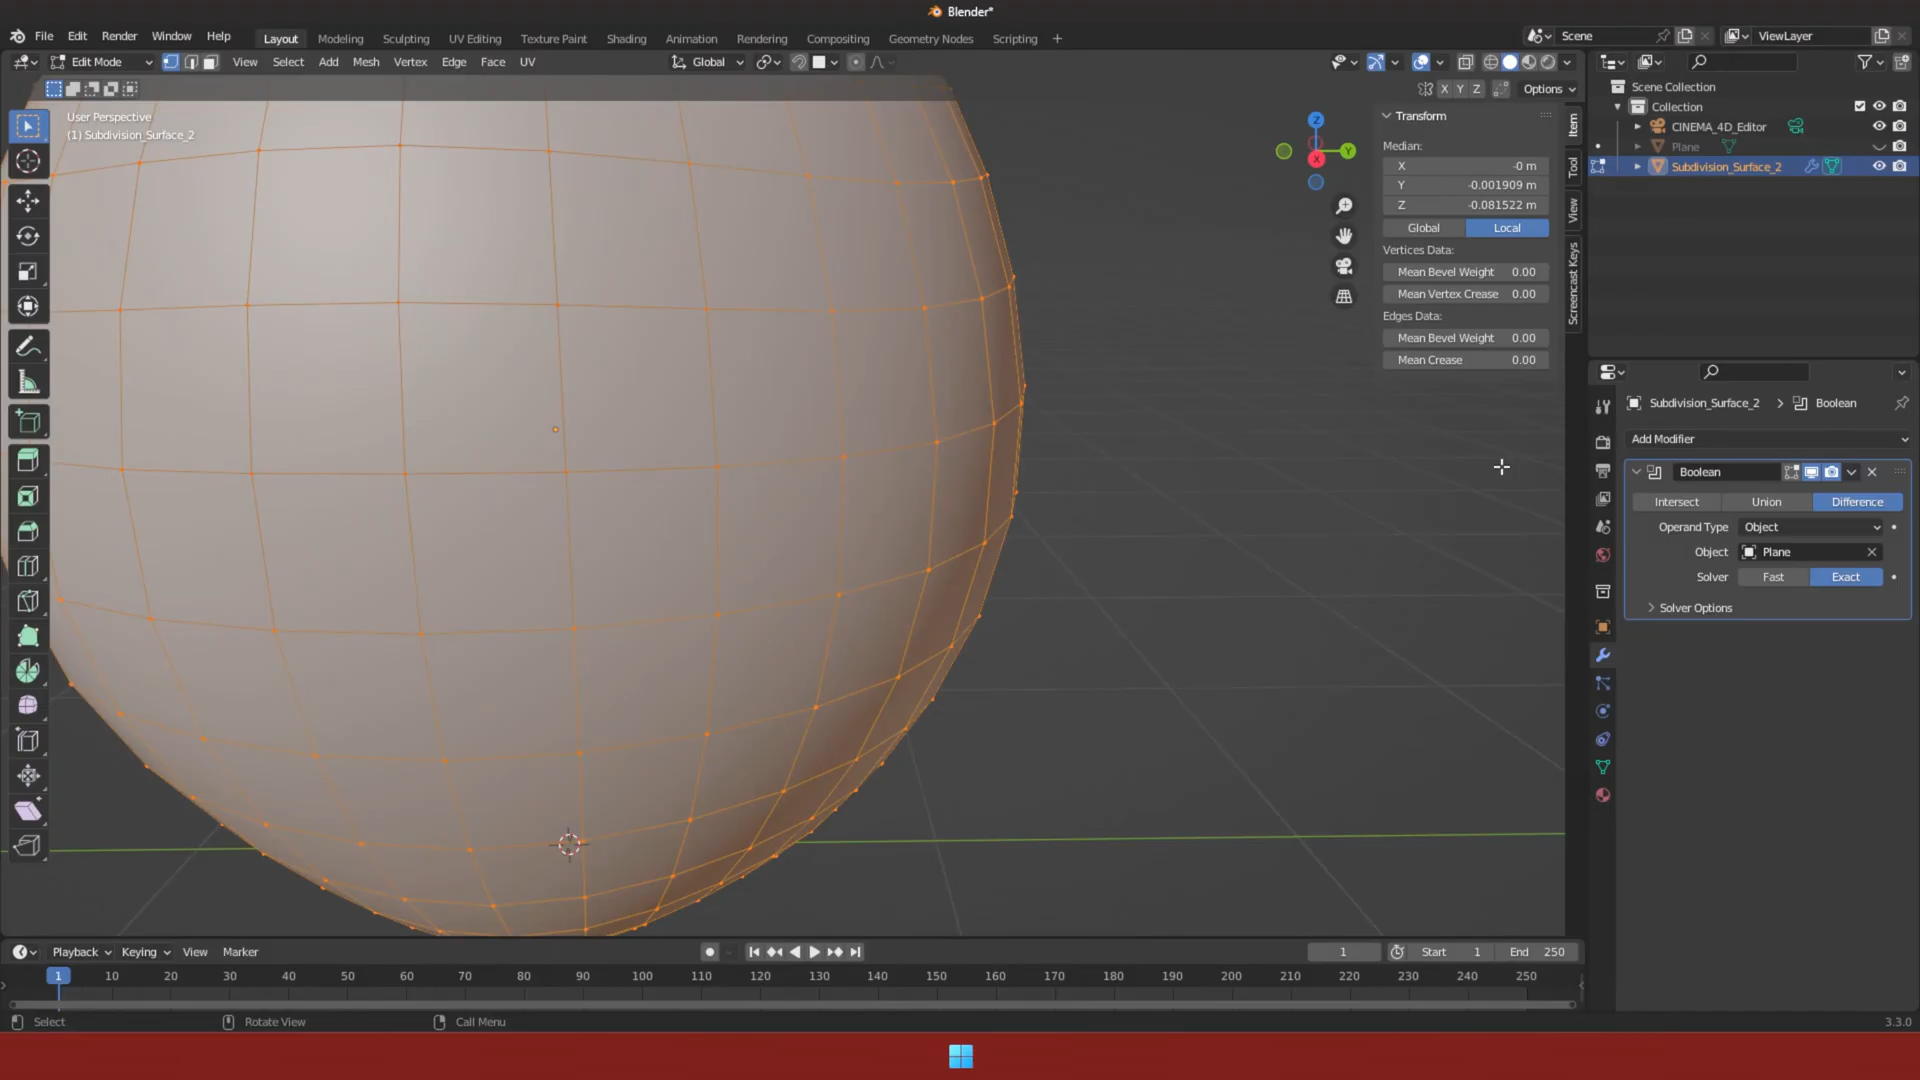 Blender*
File Edit Render Window Help
Layout Modeling Sculpting UV Editing Texture Paint Shading Animation Rendering Compositing Geometry Nodes Scripting +
Scene
ViewLayer
Edit Mode
View Select Add Mesh Vertex Edge Face UV
Global
X Y Z
Options
User Perspective
(1) Subdivision_Surface_2
Z
Y
X
Transform
Median:
X -0 m
Y -0.001909 m
Z -0.081522 m
Global Local
Vertices Data:
Mean Bevel Weight 0.00
Mean Vertex Crease 0.00
Edges Data:
Mean Bevel Weight 0.00
Mean Crease 0.00
Item
Tool
View
Screencast Keys
Scene Collection
Collection
CINEMA_4D_Editor
Plane
Subdivision_Surface_2
Subdivision_Surface_2 > Boolean
Add Modifier
Boolean
Intersect Union Difference
Operand Type Object
Object Plane
Solver Fast Exact
Solver Options
Playback Keying View Marker
1
Start 1
End 250
1 10 20 30 40 50 60 70 80 90 100 110 120 130 140 150 160 170 180 190 200 210 220 230 240 250
Select Rotate View Call Menu
3.3.0